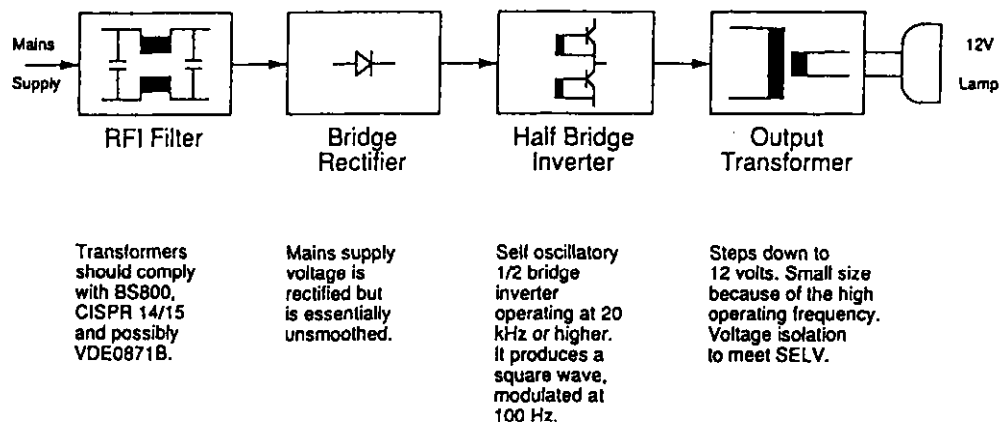 Mains
Supply
12V
Lamp
RFI Filter
Bridge
Rectifier
Half Bridge
Inverter
Output
Transformer
Transformers
should comply
with BS800,
CISPR 14/15
and possibly
VDE0871B.
Mains supply
voltage is
rectified but
is essentially
unsmoothed.
Self oscillatory
1/2 bridge
inverter
operating at 20
kHz or higher.
It produces a
square wave,
modulated at
100 Hz.
Steps down to
12 volts. Small size
because of the high
operating frequency.
Voltage isolation
to meet SELV.